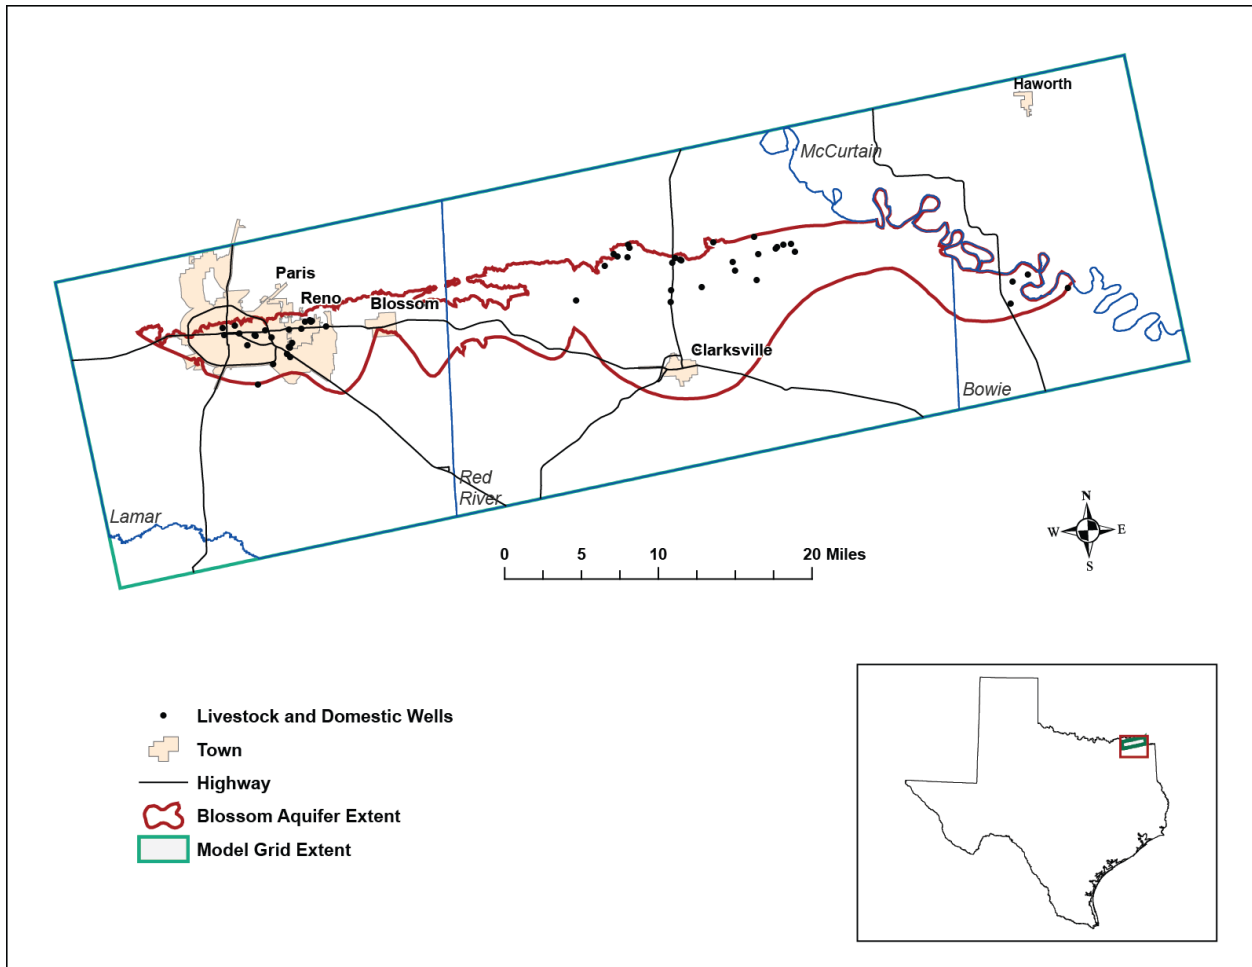 Haworth
McCurtain
Paris
Reno
Blossom
Clarksville
Bowie
Red
River
Lamar
N
W
E
S
0
5
10
20 Miles
Livestock and Domestic Wells
Town
Highway
Blossom Aquifer Extent
Model Grid Extent